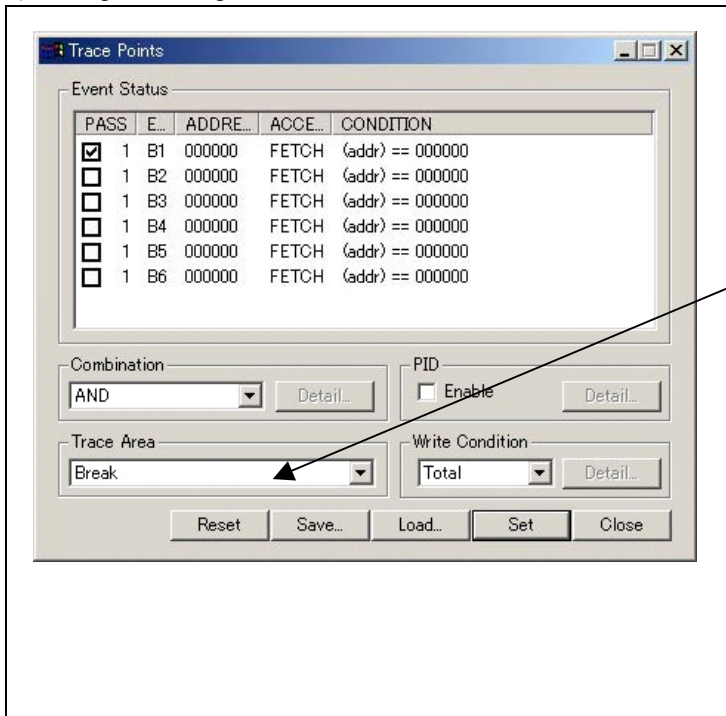 Trace Points
Event Status
PASS E... ADDRE... ACCE... CONDITION
1 B1 000000 FETCH (addr) == 000000
1 B2 000000 FETCH (addr) == 000000
1 B3 000000 FETCH (addr) == 000000
1 B4 000000 FETCH (addr) == 000000
1 B5 000000 FETCH (addr) == 000000
1 B6 000000 FETCH (addr) == 000000
Combination
AND Detail...
PID
Enable Detail...
Trace Area
Break
Write Condition
Total Detail...
Reset Save... Load... Set Close